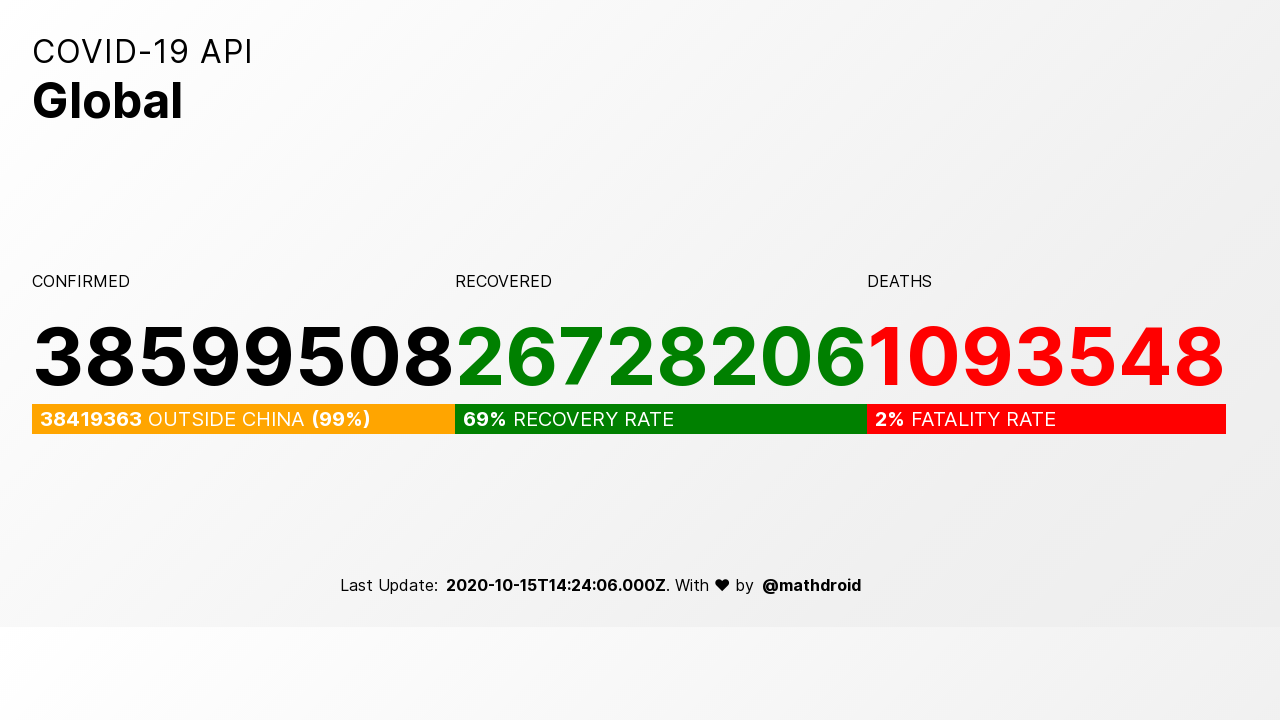 COVID-19 API
Global
CONFIRMED
38599508
38419363 OUTSIDE CHINA (99%)
RECOVERED
26728206
69% RECOVERY RATE
DEATHS
1093548
2% FATALITY RATE
Last Update: 2020-10-15T14:24:06.000Z. With ♥ by @mathdroid